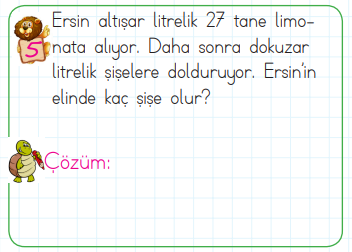 Ersin altışar litrelik 27 tane limo-
5
nata alıyor. Daha sonra dokuzar
litrelik şişelere dolduruyor. Ersin'in
elinde kaç şişe olur?
Çözüm: